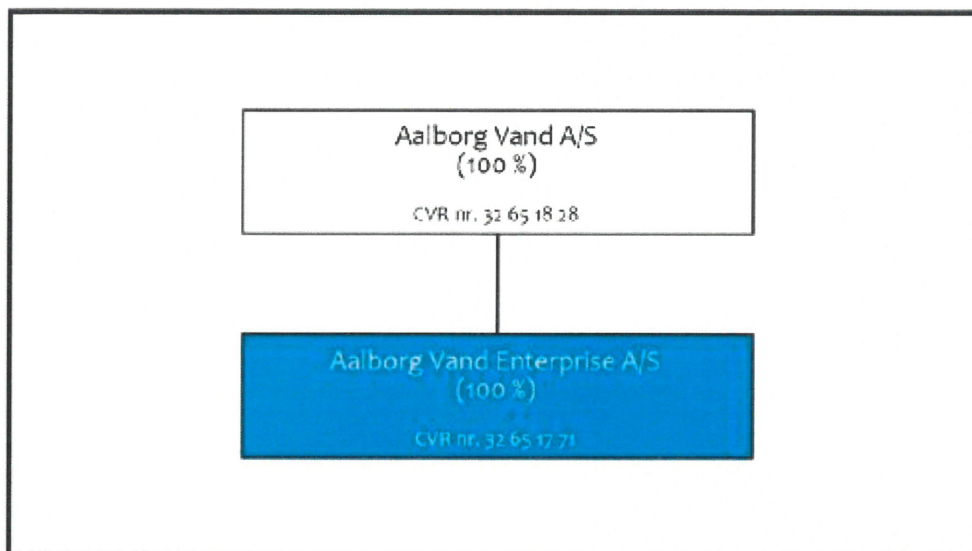 Aalborg Vand A/S
(100 %)
CVR nr. 32 65 18 28
Aalborg Vand Enterprise A/S
(100 %)
CVR nr. 32 65 17 71